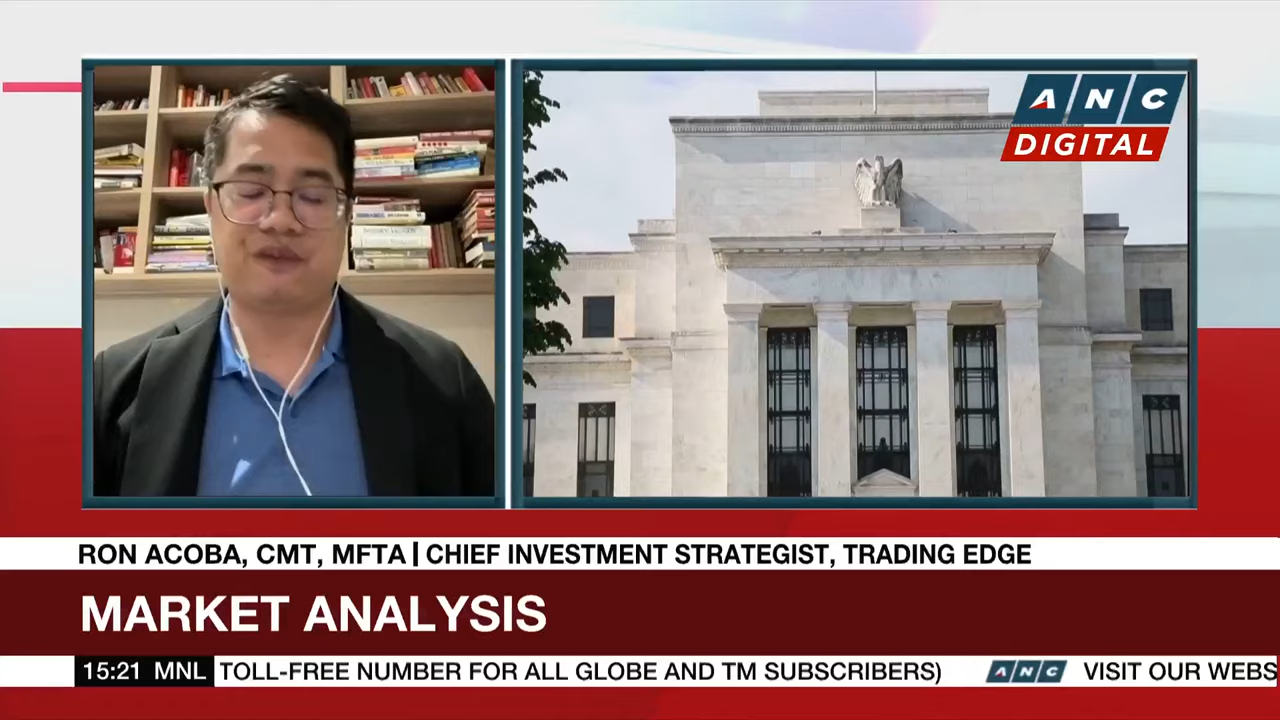 ANC
DIGITAL
RON ACOBA, CMT, MFTA | CHIEF INVESTMENT STRATEGIST, TRADING EDGE
MARKET ANALYSIS
15:21 MNL TOLL-FREE NUMBER FOR ALL GLOBE AND TM SUBSCRIBERS) ANC VISIT OUR WEBS